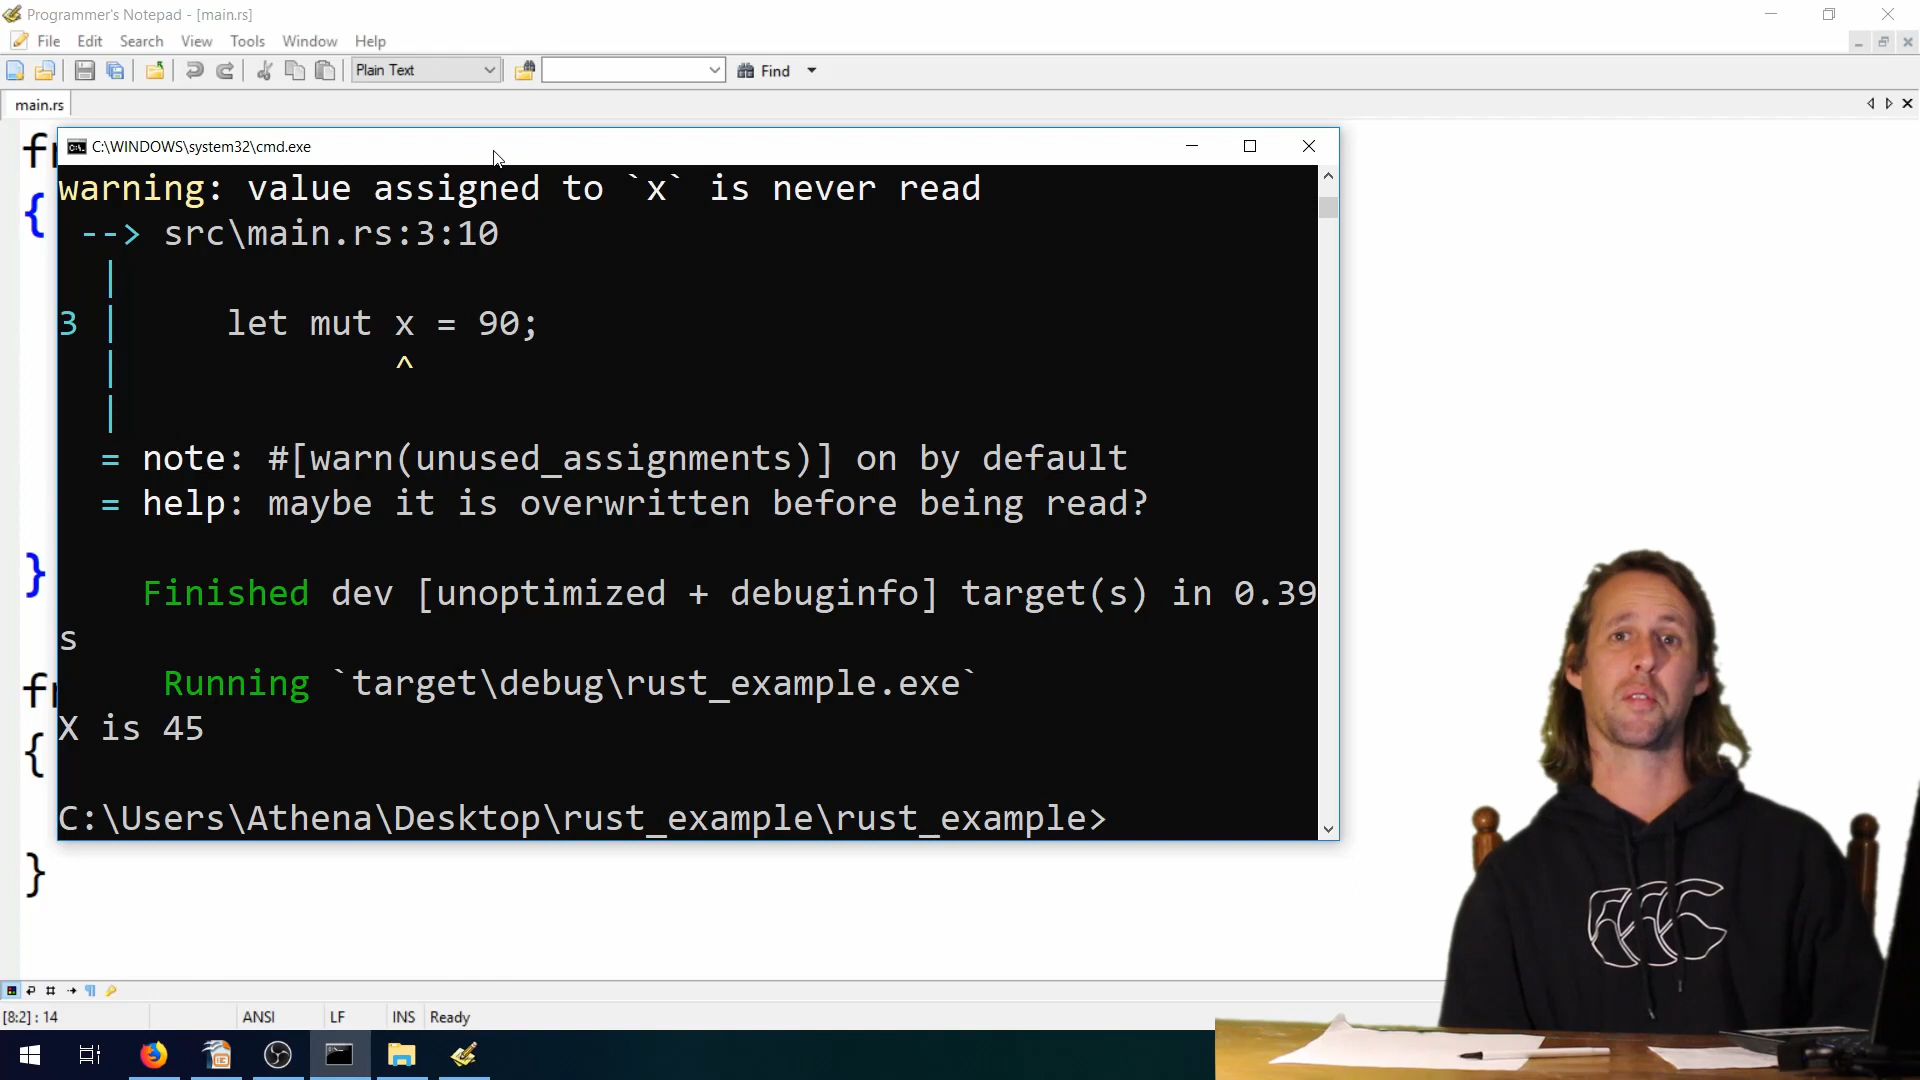 Programmer's Notepad - [main.rs]
File Edit Search View Tools Window Help
Plain Text
Find
main.rs
C:\WINDOWS\system32\cmd.exe
warning: value assigned to `x` is never read
--> src\main.rs:3:10
|
3 | let mut x = 90;
| ^
|
= note: #[warn(unused_assignments)] on by default
= help: maybe it is overwritten before being read?
Finished dev [unoptimized + debuginfo] target(s) in 0.39
s
Running `target\debug\rust_example.exe`
X is 45
C:\Users\Athena\Desktop\rust_example\rust_example>
{
}
{
}
[8:2] : 14 ANSI LF INS Ready